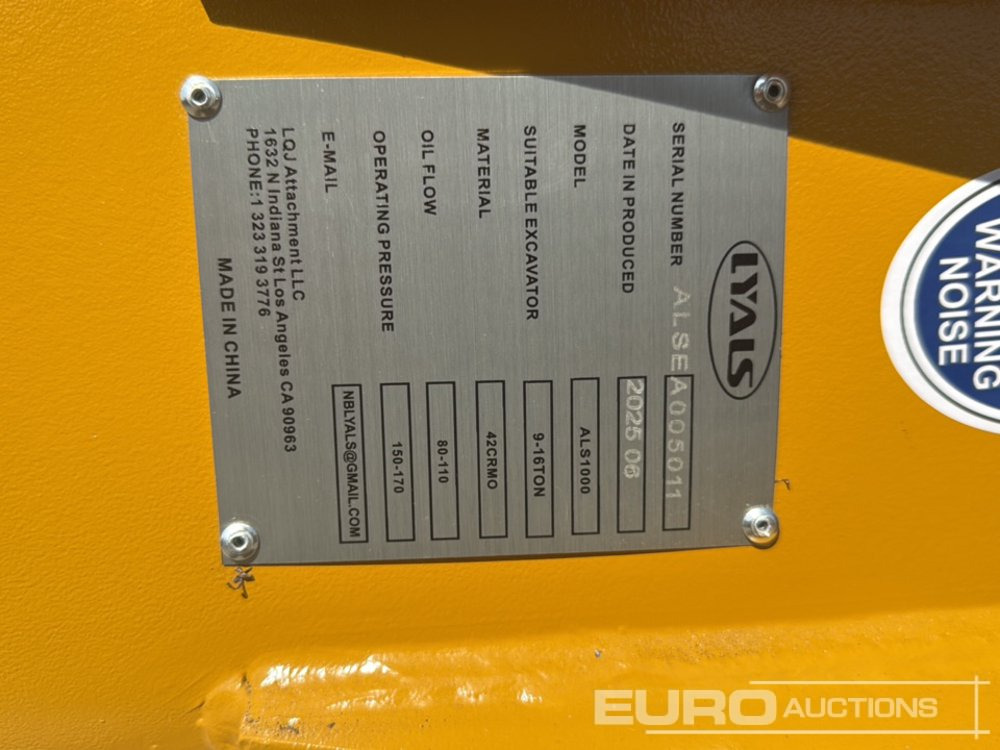 LYALS
SERIAL NUMBER ALSEA005011
DATE IN PRODUCED 2025 06
MODEL ALS1000
SUITABLE EXCAVATOR 9-16TON
MATERIAL 42CRMO
OIL FLOW 80-110
OPERATING PRESSURE 150-170
E-MAIL NBLYALS@GMAIL.COM
LQJ Attachment LLC
1632 N Indiana St Los Angeles CA 90963
PHONE:1 323 319 3776
MADE IN CHINA
WARNING
NOISE
EURO AUCTIONS